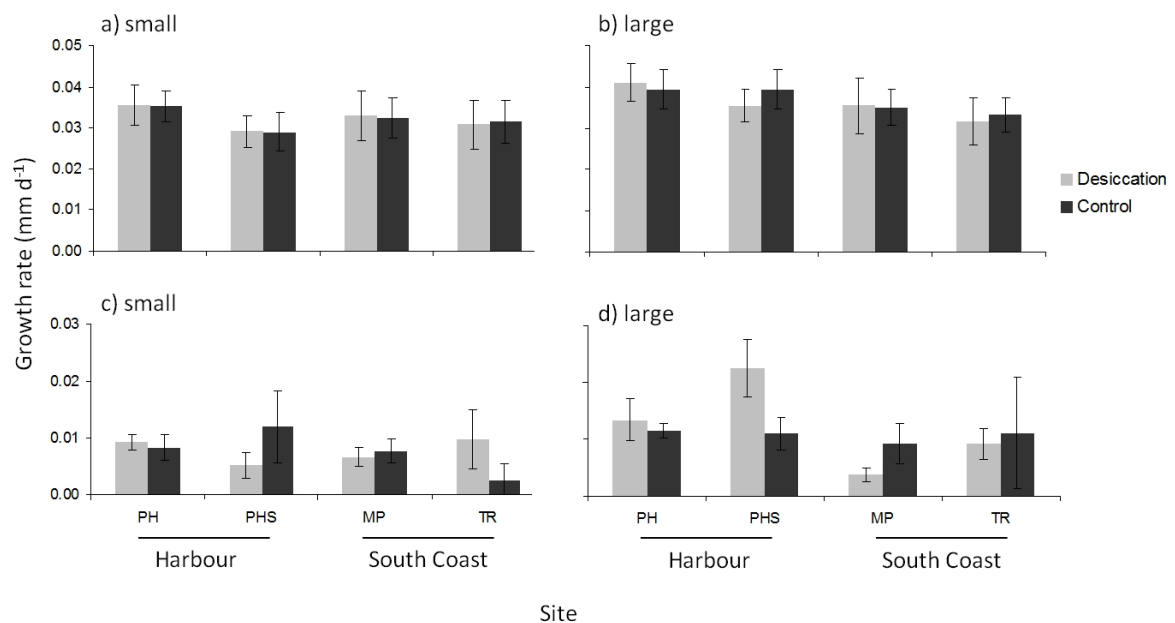 a) small
b) large
0.05
0.04
0.03
0.02
0.01
0.00
Growth rate (mm d⁻¹)
Desiccation
Control
c) small
d) large
0.03
0.02
0.01
0.00
PH PHS MP TR
Harbour South Coast
PH PHS MP TR
Harbour South Coast
Site